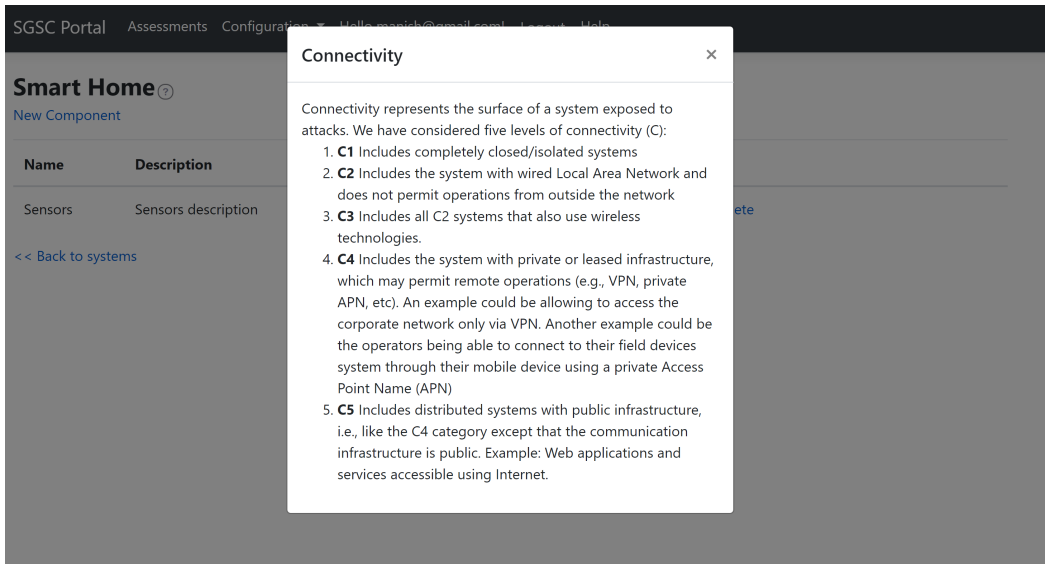 SGSC Portal Assessments Configuration Hello manish@gmail.com! Logout Help
Connectivity ×
Smart Home ?
New Component
Connectivity represents the surface of a system exposed to
attacks. We have considered five levels of connectivity (C):
1. C1 Includes completely closed/isolated systems
2. C2 Includes the system with wired Local Area Network and
does not permit operations from outside the network
3. C3 Includes all C2 systems that also use wireless
technologies.
4. C4 Includes the system with private or leased infrastructure,
which may permit remote operations (e.g., VPN, private
APN, etc). An example could be allowing to access the
corporate network only via VPN. Another example could be
the operators being able to connect to their field devices
system through their mobile device using a private Access
Point Name (APN)
5. C5 Includes distributed systems with public infrastructure,
i.e., like the C4 category except that the communication
infrastructure is public. Example: Web applications and
services accessible using Internet.
Name Description
Sensors Sensors description ete
<< Back to systems